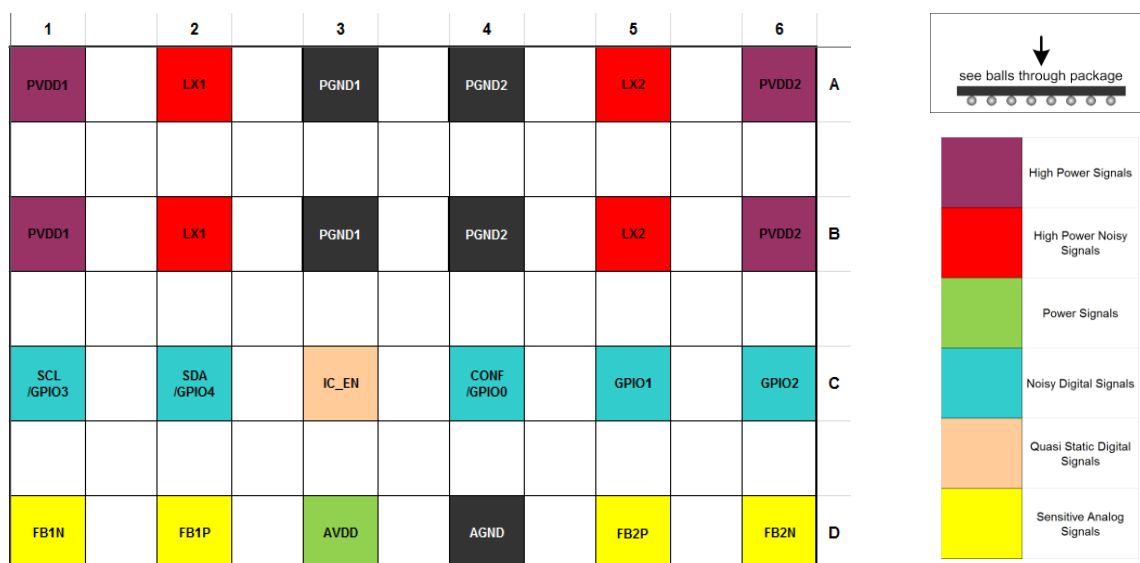 1 2 3 4 5 6
PVDD1 LX1 PGND1 PGND2 LX2 PVDD2 A
PVDD1 LX1 PGND1 PGND2 LX2 PVDD2 B
SCL SDA IC_EN CONF GPIO1 GPIO2 C
/GPIO3 /GPIO4 /GPIO0
FB1N FB1P AVDD AGND FB2P FB2N D
see balls through package
High Power Signals
High Power Noisy
Signals
Power Signals
Noisy Digital Signals
Quasi Static Digital
Signals
Sensitive Analog
Signals